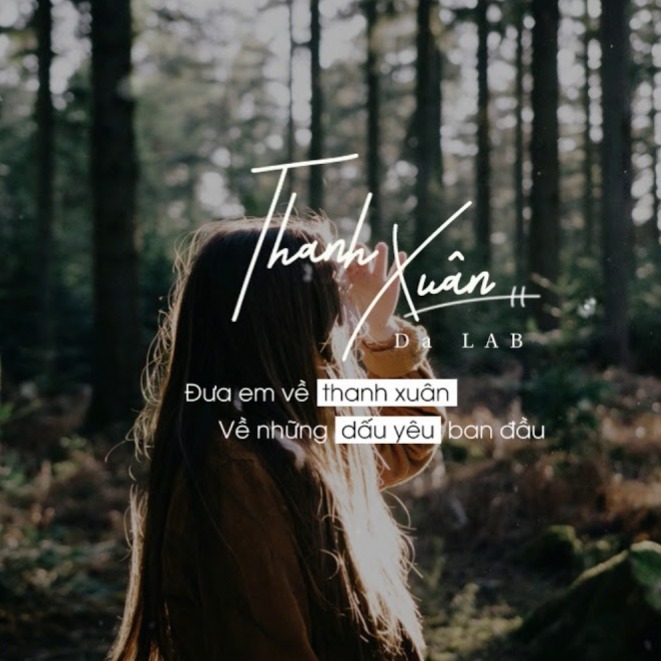 Thanh Xuân
Da LAB
Đưa em về thanh xuân
Về những dấu yêu ban đầu